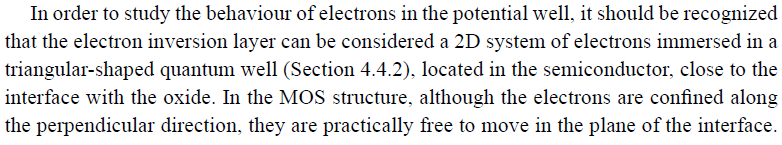 In order to study the behaviour of electrons in the potential well, it should be recognized
that the electron inversion layer can be considered a 2D system of electrons immersed in a
triangular-shaped quantum well (Section 4.4.2), located in the semiconductor, close to the
interface with the oxide. In the MOS structure, although the electrons are confined along
the perpendicular direction, they are practically free to move in the plane of the interface.